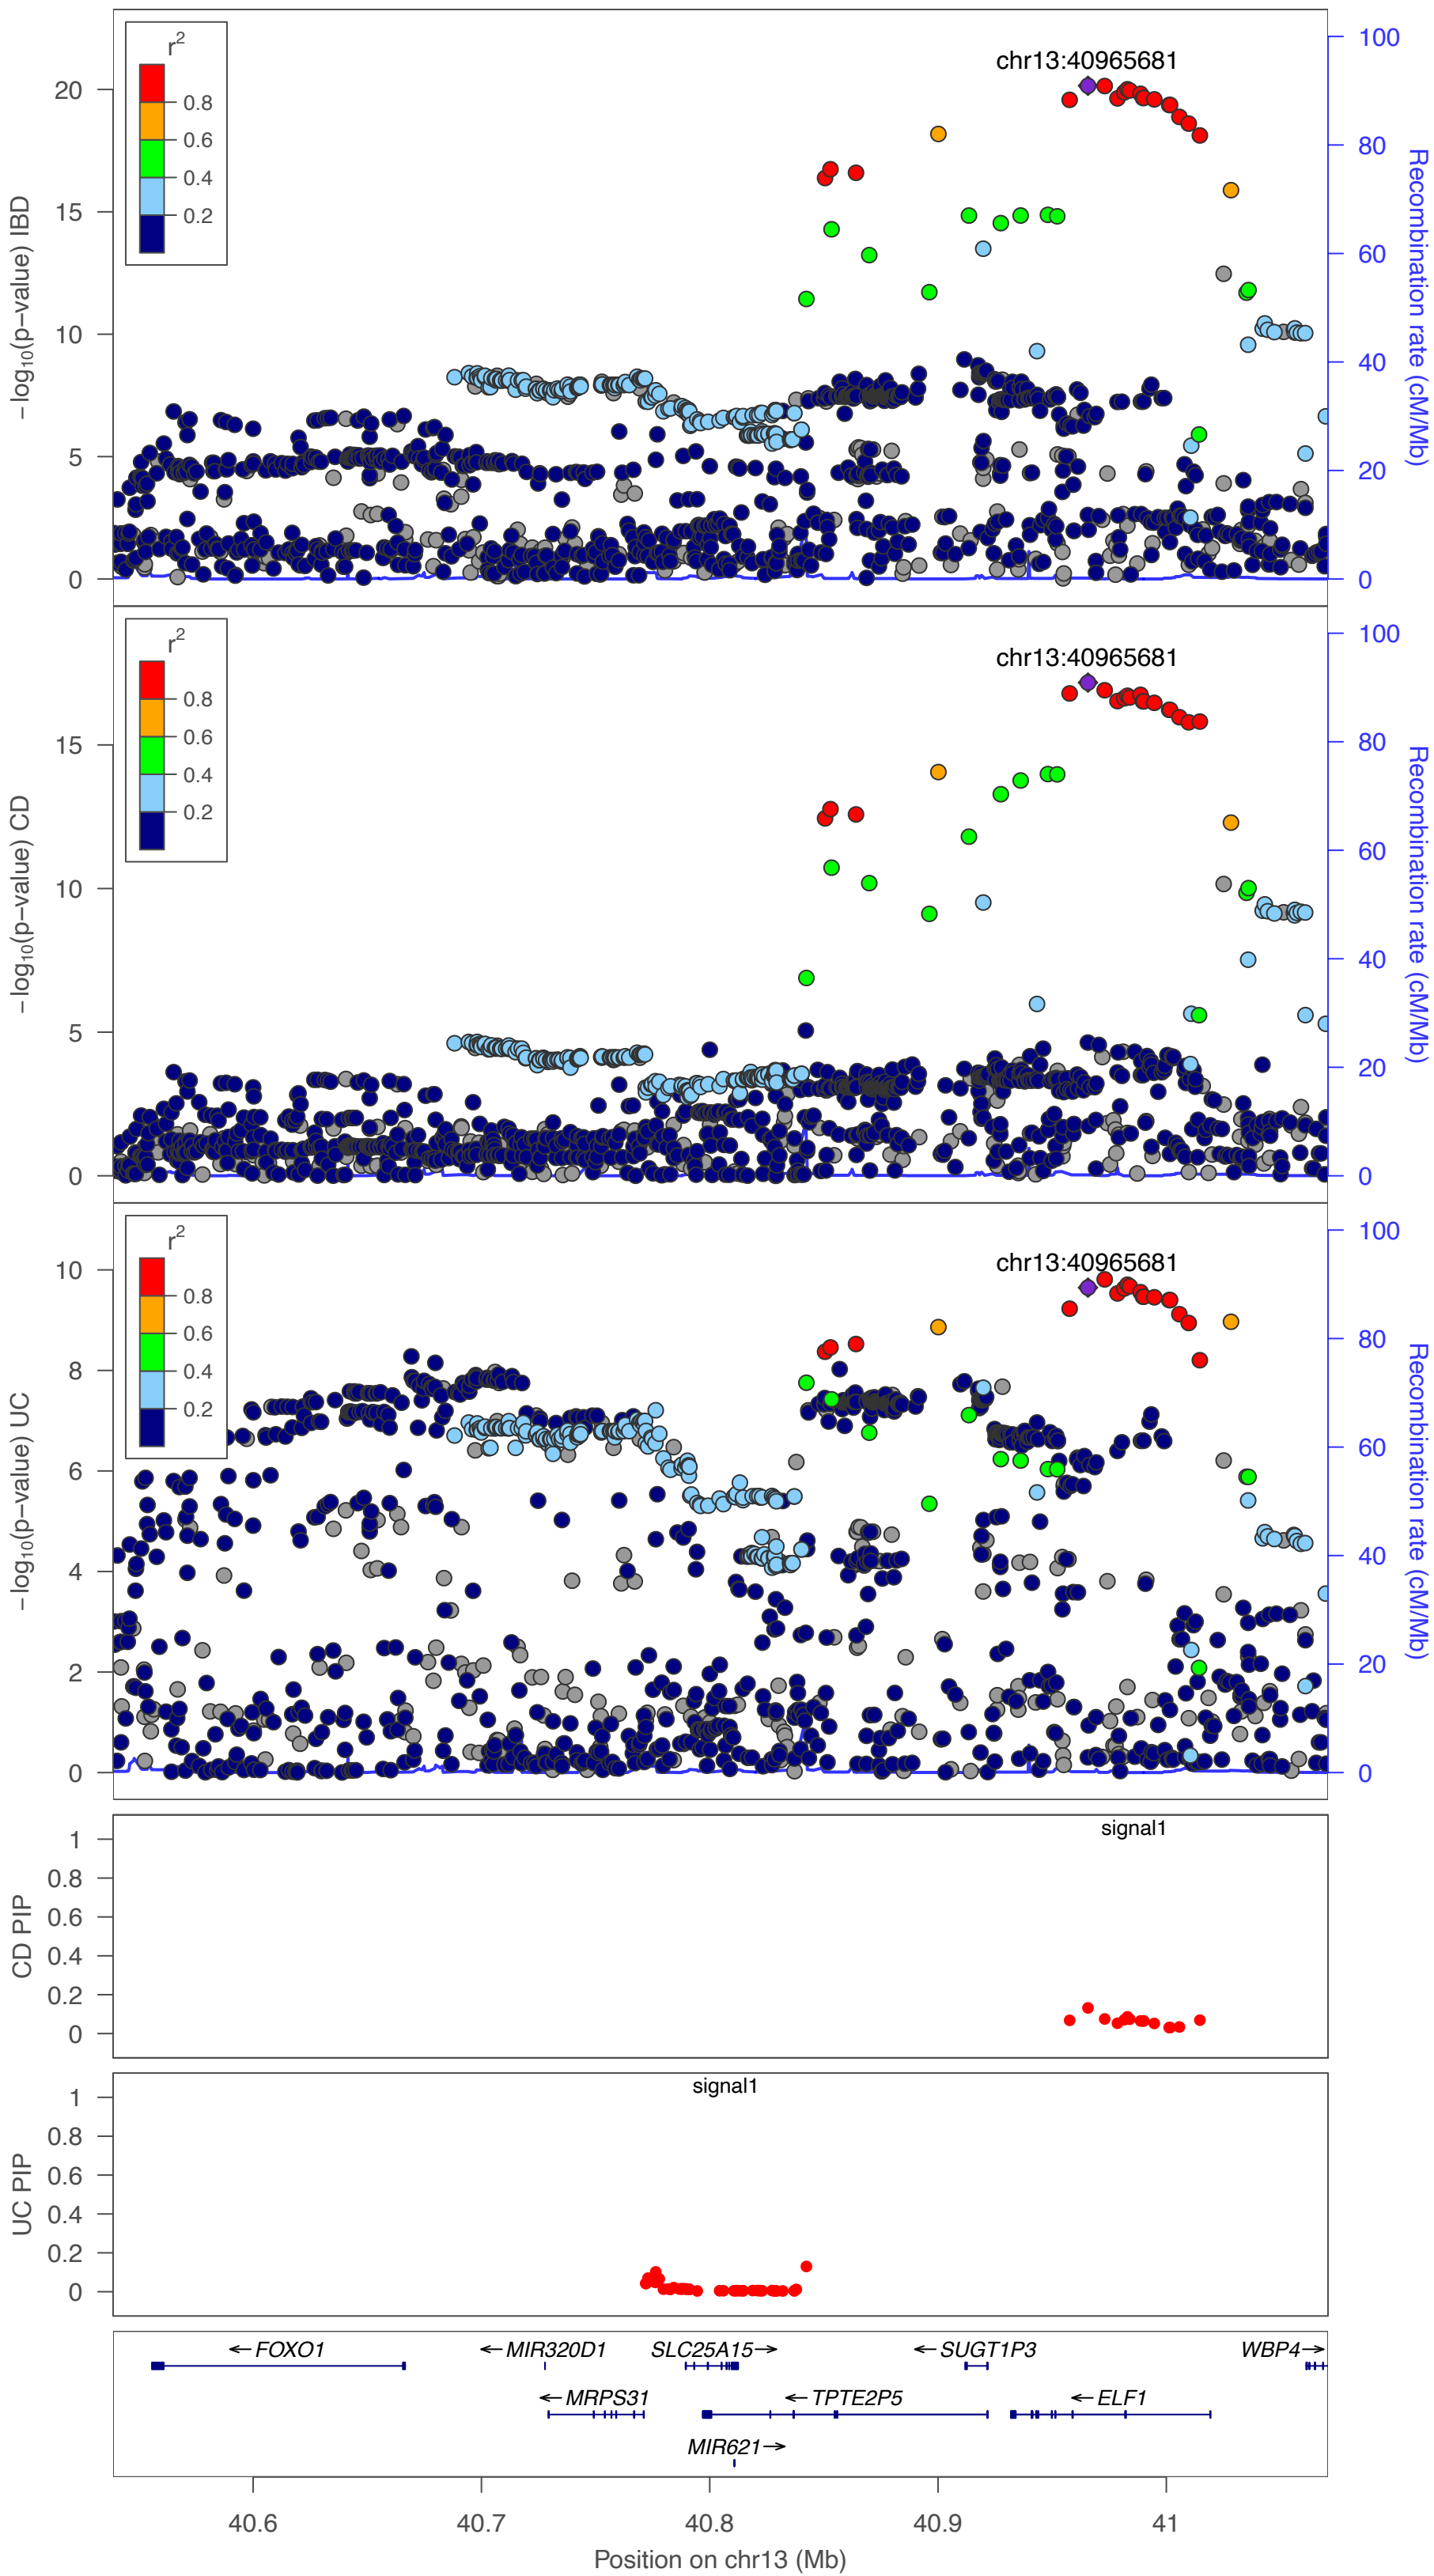 r2
0.8
0.6
0.4
0.2
chr13:40965681
20
15
10
5
0
−log10(p−value) IBD
100
80
60
40
20
0
Recombination rate (cM/Mb)
r2
0.8
0.6
0.4
0.2
chr13:40965681
15
10
5
0
−log10(p−value) CD
100
80
60
40
20
0
Recombination rate (cM/Mb)
r2
0.8
0.6
0.4
0.2
chr13:40965681
10
8
6
4
2
0
−log10(p−value) UC
100
80
60
40
20
0
Recombination rate (cM/Mb)
signal1
1
0.8
0.6
0.4
0.2
0
CD PIP
signal1
1
0.8
0.6
0.4
0.2
0
UC PIP
←FOXO1 ←MIR320D1 SLC25A15→ ←SUGT1P3 WBP4→
←MRPS31 ←TPTE2P5 ←ELF1
MIR621→
40.6 40.7 40.8 40.9 41
Position on chr13 (Mb)